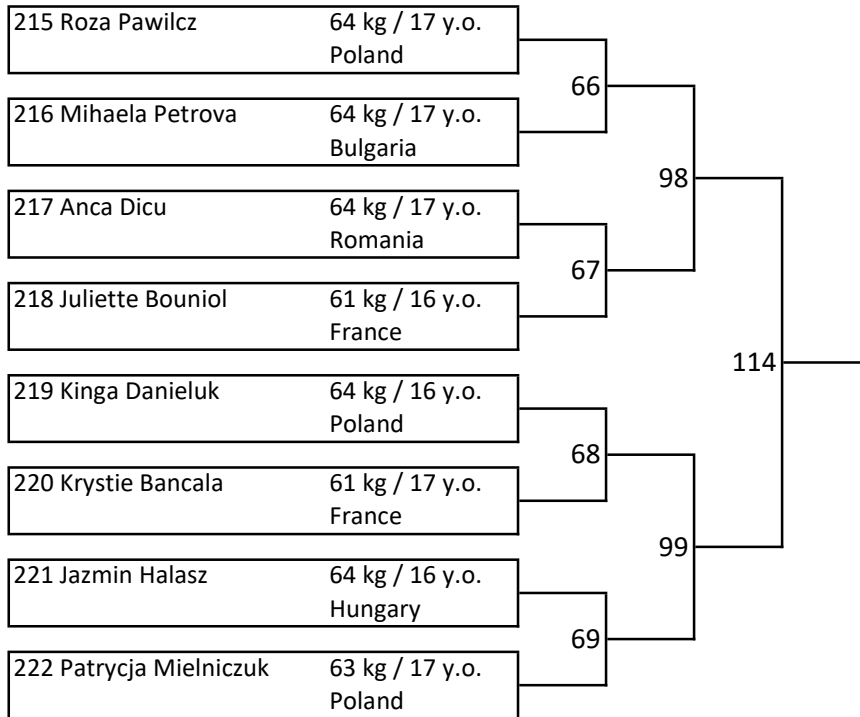 215 Roza Pawilcz 64 kg / 17 y.o.
Poland
66
216 Mihaela Petrova 64 kg / 17 y.o.
Bulgaria
98
217 Anca Dicu 64 kg / 17 y.o.
Romania
67
218 Juliette Bouniol 61 kg / 16 y.o.
France
114
219 Kinga Danieluk 64 kg / 16 y.o.
Poland
68
220 Krystie Bancala 61 kg / 17 y.o.
France
99
221 Jazmin Halasz 64 kg / 16 y.o.
Hungary
69
222 Patrycja Mielniczuk 63 kg / 17 y.o.
Poland